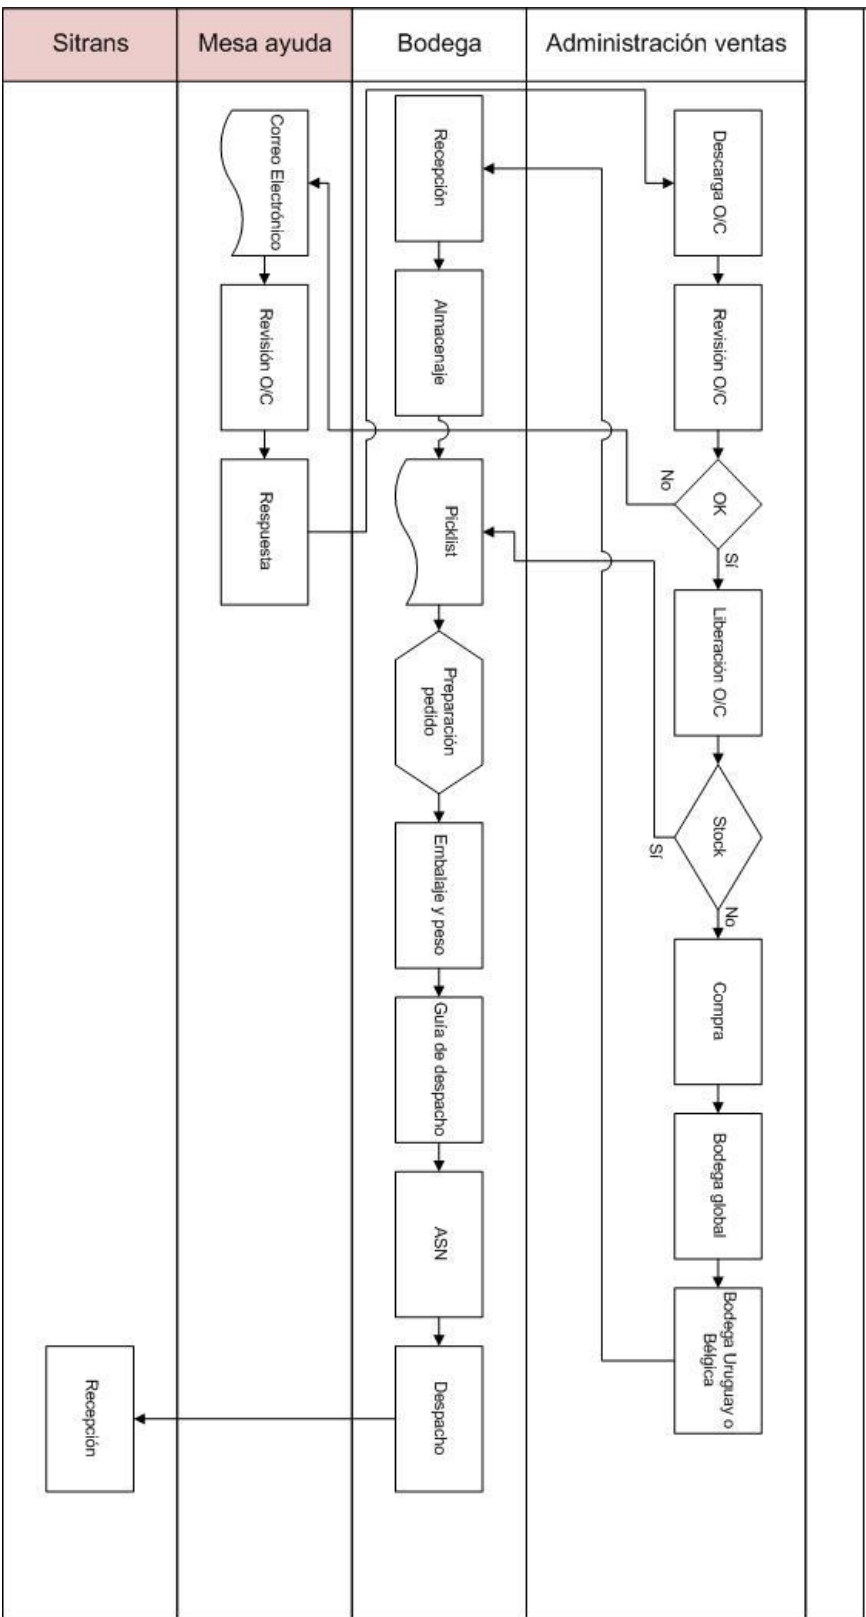 Sitrans
Mesa ayuda
Bodega
Administración ventas
Descarga O/C
Revisión O/C
OK
No
Sí
Liberación O/C
Stock
Sí
No
Compra
Bodega global
Bodega Uruguay o
Bélgica
Recepción
Almacenaje
Picklist
Preparación
pedido
Embalaje y peso
Guía de despacho
ASN
Despacho
Correo Electrónico
Revisión O/C
Respuesta
Recepción